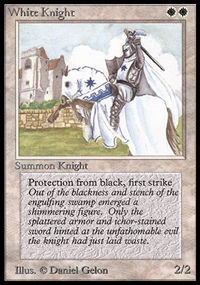 White Knight
Summon Knight
Protection from black, first strike
Out of the blackness and stench of the
engulfing swamp emerged a
shimmering figure. Only the
splattered armor and ichor-stained
sword hinted at the unfathomable evil
the knight had just laid waste.
Illus. © Daniel Gelon
2/2